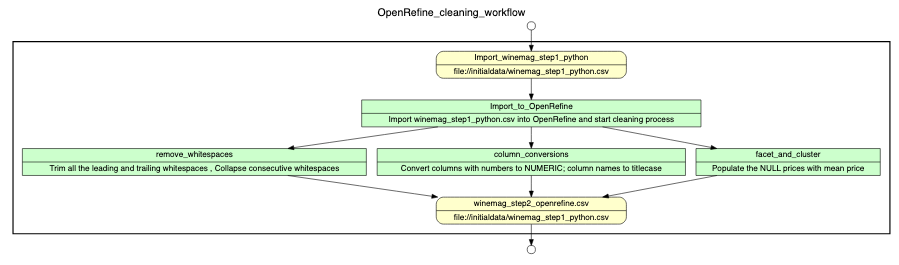 OpenRefine_cleaning_workflow
Import_winemag_step1_python
file://initialdata/winemag_step1_python.csv
Import_to_OpenRefine
Import winemag_step1_python.csv into OpenRefine and start cleaning process
remove_whitespaces
Trim all the leading and trailing whitespaces , Collapse consecutive whitespaces
column_conversions
Convert columns with numbers to NUMERIC; column names to titlecase
facet_and_cluster
Populate the NULL prices with mean price
winemag_step2_openrefine.csv
file://initialdata/winemag_step1_python.csv